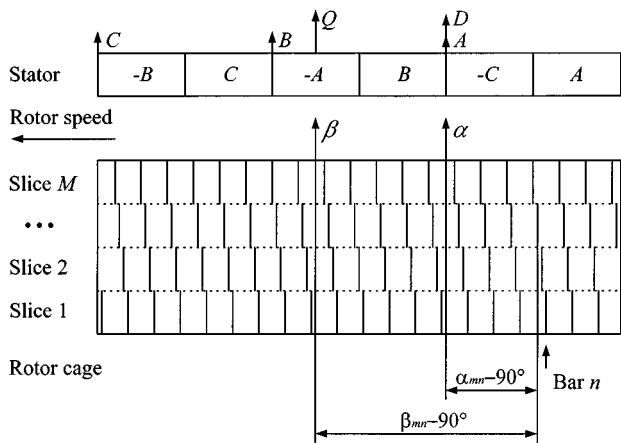 Q D
C B A
Stator -B C -A B -C A
Rotor speed
β α
Slice M
•••
Slice 2
Slice 1
Rotor cage
Bar n
αmn−90°
βmn−90°